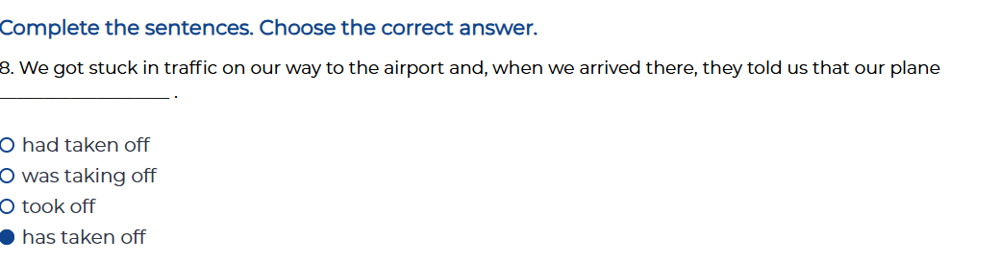 Complete the sentences. Choose the correct answer.
8. We got stuck in traffic on our way to the airport and, when we arrived there, they told us that our plane
________________ .
had taken off
was taking off
took off
has taken off